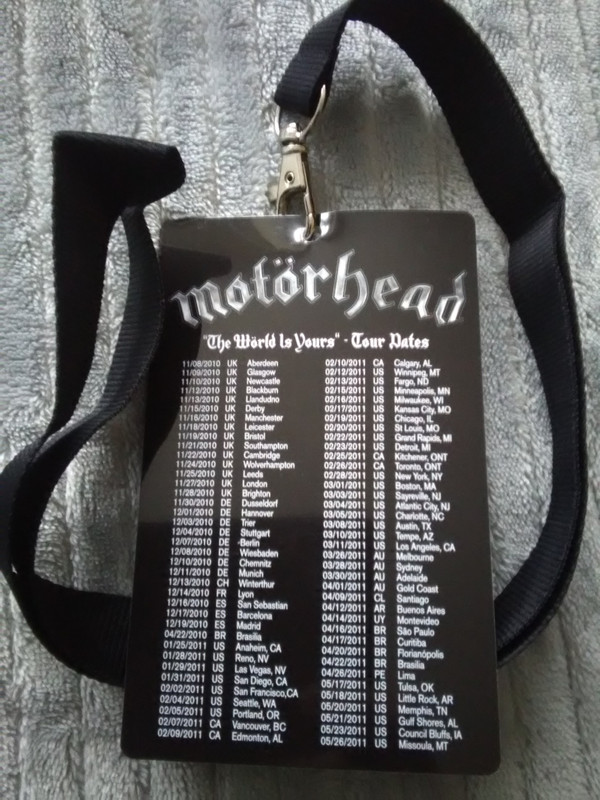 motörhead
"The Wörld Is Yours" - Tour Dates
11/08/2010 UK Aberdeen
11/09/2010 UK Glasgow
11/10/2010 UK Newcastle
11/12/2010 UK Blackburn
11/13/2010 UK Llandudno
11/15/2010 UK Derby
11/16/2010 UK Manchester
11/18/2010 UK Leicester
11/19/2010 UK Bristol
11/21/2010 UK Southampton
11/22/2010 UK Cambridge
11/24/2010 UK Wolverhampton
11/25/2010 UK Leeds
11/27/2010 UK London
11/28/2010 UK Brighton
11/30/2010 DE Dusseldorf
12/01/2010 DE Hannover
12/03/2010 DE Trier
12/04/2010 DE Stuttgart
12/07/2010 DE Berlin
12/08/2010 DE Wiesbaden
12/10/2010 DE Chemnitz
12/11/2010 DE Munich
12/13/2010 CH Winterthur
12/14/2010 FR Lyon
12/16/2010 ES San Sebastian
12/17/2010 ES Barcelona
12/19/2010 ES Madrid
04/22/2010 BR Brasilia
01/25/2011 US Anaheim, CA
01/28/2011 US Reno, NV
01/29/2011 US Las Vegas, NV
01/31/2011 US San Diego, CA
02/02/2011 US San Francisco,CA
02/04/2011 US Seattle, WA
02/05/2011 US Portland, OR
02/07/2011 CA Vancouver, BC
02/09/2011 CA Edmonton, AL
02/10/2011 CA Calgary, AL
02/12/2011 US Winnipeg, MT
02/13/2011 US Fargo, ND
02/15/2011 US Minneapolis, MN
02/16/2011 US Milwaukee, WI
02/17/2011 US Kansas City, MO
02/19/2011 US Chicago, IL
02/20/2011 US St Louis, MO
02/22/2011 US Grand Rapids, MI
02/23/2011 US Detroit, MI
02/25/2011 CA Kitchener, ONT
02/26/2011 CA Toronto, ONT
02/28/2011 US New York, NY
03/01/2011 US Boston, MA
03/03/2011 US Sayreville, NJ
03/04/2011 US Atlantic City, NJ
03/05/2011 US Charlotte, NC
03/08/2011 US Austin, TX
03/10/2011 US Tempe, AZ
03/11/2011 US Los Angeles, CA
03/26/2011 AU Melbourne
03/28/2011 AU Sydney
03/30/2011 AU Adelaide
04/01/2011 AU Gold Coast
04/09/2011 CL Santiago
04/12/2011 AR Buenos Aires
04/14/2011 UY Montevideo
04/16/2011 BR São Paulo
04/17/2011 BR Curitiba
04/20/2011 BR Florianópolis
04/22/2011 BR Brasilia
04/26/2011 PE Lima
05/17/2011 US Tulsa, OK
05/18/2011 US Little Rock, AR
05/20/2011 US Memphis, TN
05/21/2011 US Gulf Shores, AL
05/23/2011 US Council Bluffs, IA
05/26/2011 US Missoula, MT